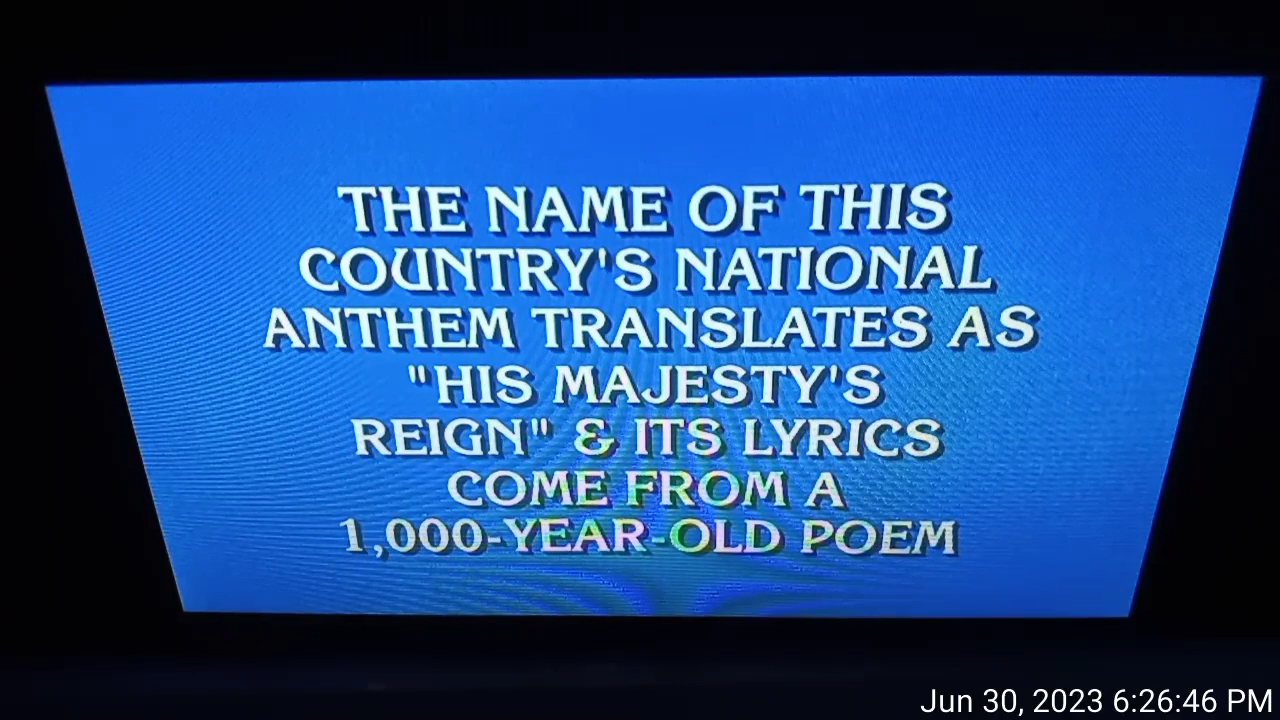 THE NAME OF THIS
COUNTRY'S NATIONAL
ANTHEM TRANSLATES AS
"HIS MAJESTY'S
REIGN" & ITS LYRICS
COME FROM A
1,000-YEAR-OLD POEM
Jun 30, 2023 6:26:46 PM